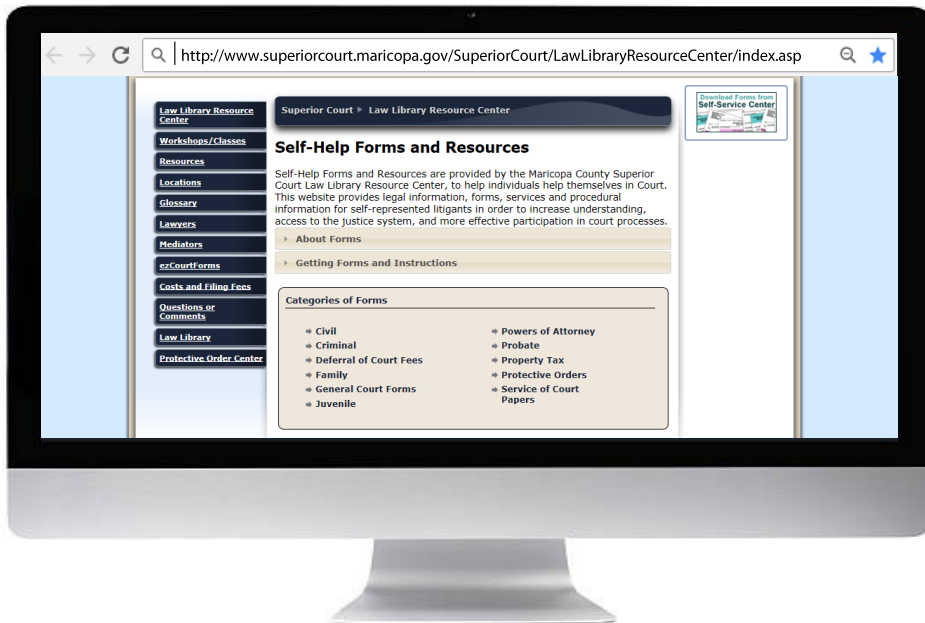 http://www.superiorcourt.maricopa.gov/SuperiorCourt/LawLibraryResourceCenter/index.asp
Law Library Resource
Center
Workshops/Classes
Resources
Locations
Glossary
Lawyers
Mediators
ezCourtForms
Costs and Filing Fees
Questions or
Comments
Law Library
Protective Order Center
Superior Court Law Library Resource Center
Self-Help Forms and Resources
Self-Help Forms and Resources are provided by the Maricopa County Superior
Court Law Library Resource Center, to help individuals help themselves in Court.
This website provides legal information, forms, services and procedural
information for self-represented litigants in order to increase understanding,
access to the justice system, and more effective participation in court processes.
About Forms
Getting Forms and Instructions
Categories of Forms
Civil
Criminal
Deferral of Court Fees
Family
General Court Forms
Juvenile
Powers of Attorney
Probate
Property Tax
Protective Orders
Service of Court
Papers
Download Forms from
Self-Service Center